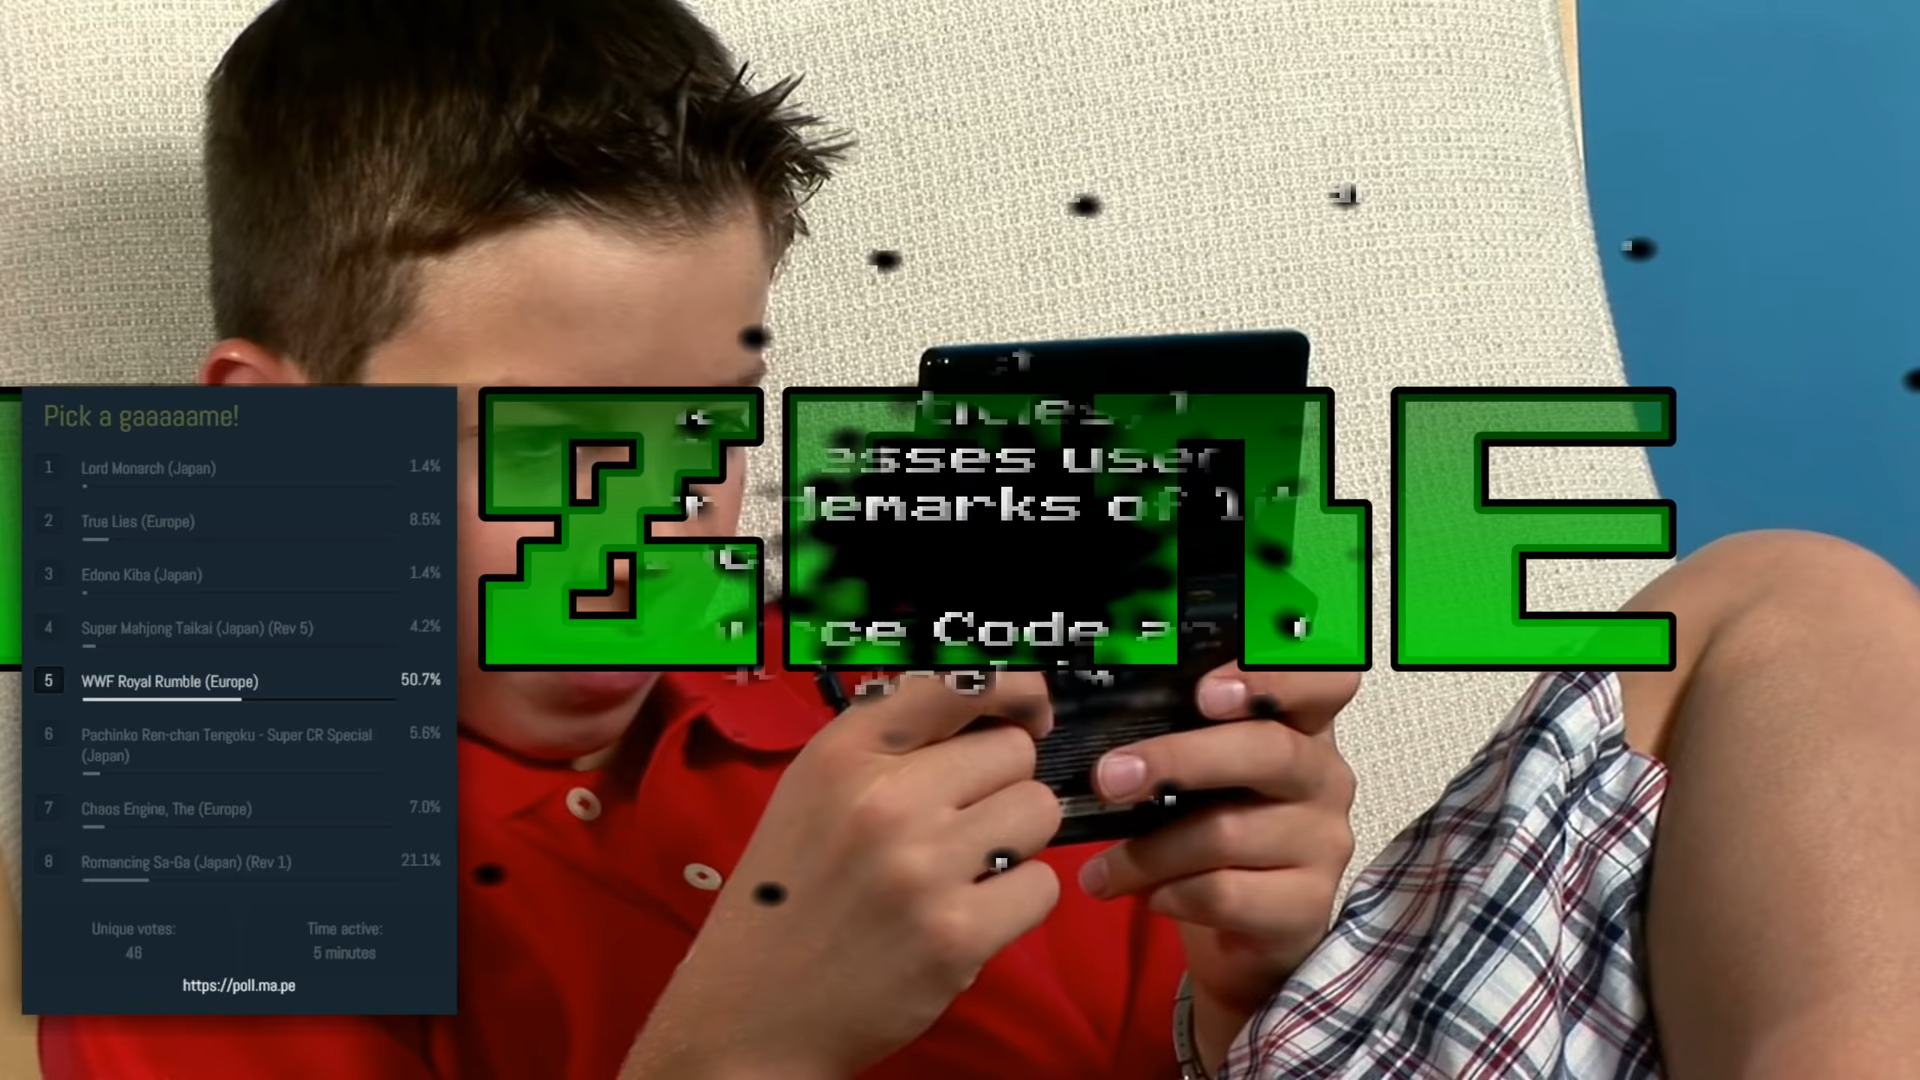 Pick a gaaaaame!
1 Lord Monarch (Japan) 1.4%
2 True Lies (Europe) 8.5%
3 Edono Kiba (Japan) 1.4%
4 Super Mahjong Taikai (Japan) (Rev 5) 4.2%
5 WWF Royal Rumble (Europe) 50.7%
6 Pachinko Ren-chan Tengoku - Super CR Special 5.6%
(Japan)
7 Chaos Engine, The (Europe) 7.0%
8 Romancing Sa-Ga (Japan) (Rev 1) 21.1%
Unique votes: Time active:
46 5 minutes
https://poll.ma.pe
esses used
demarks of
ce Code